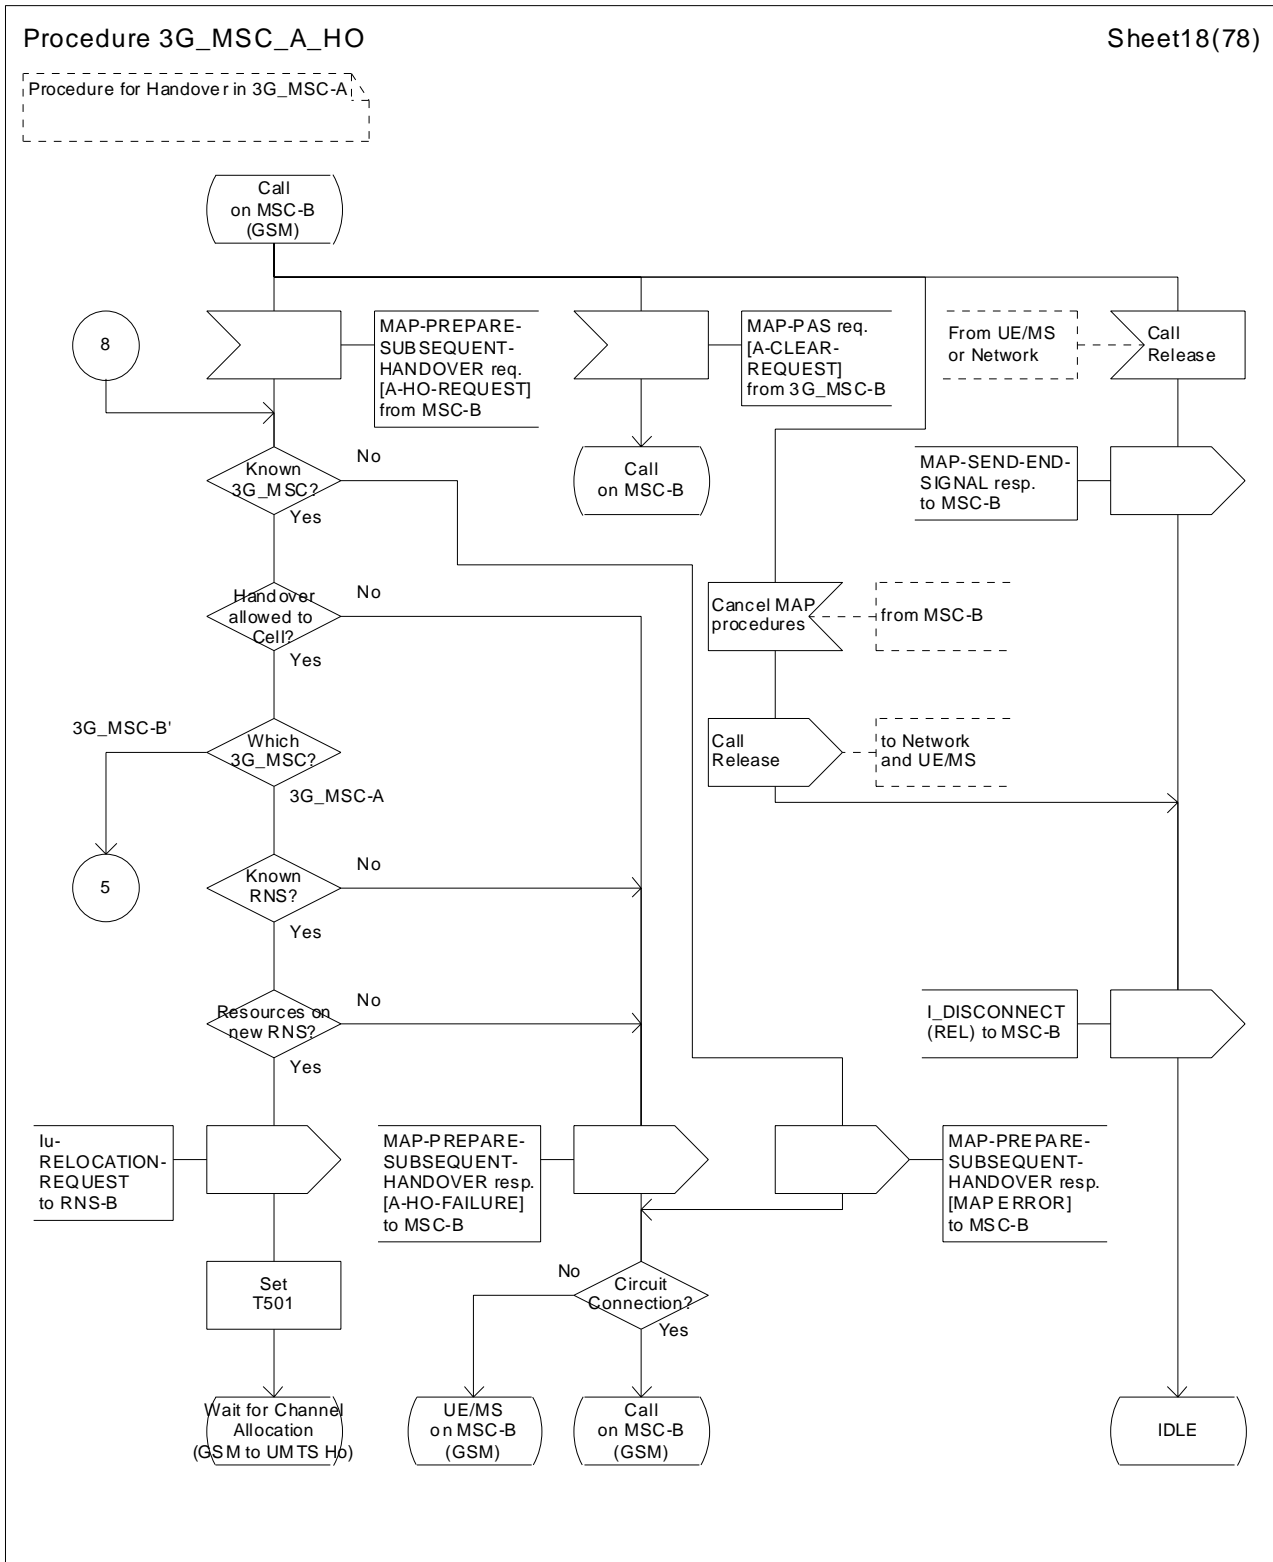 Procedure 3G_MSC_A_HO
Sheet18(78)
Procedure for Handover in 3G_MSC-A
Call
on MSC-B
(GSM)
8
MAP-PREPARE-
SUBSEQUENT-
HANDOVER req.
[A-HO-REQUEST]
from MSC-B
MAP-PAS req.
[A-CLEAR-
REQUEST]
from 3G_MSC-B
From UE/MS
or Network
Call
Release
Known
3G_MSC?
No
Yes
Call
on MSC-B
MAP-SEND-END-
SIGNAL resp.
to MSC-B
Handover
allowed to
Cell?
No
Yes
Cancel MAP
procedures
from MSC-B
3G_MSC-B'
Which
3G_MSC?
3G_MSC-A
Call
Release
to Network
and UE/MS
5
Known
RNS?
No
Yes
Resources on
new RNS?
No
Yes
I_DISCONNECT
(REL) to MSC-B
Iu-
RELOCATION-
REQUEST
to RNS-B
MAP-PREPARE-
SUBSEQUENT-
HANDOVER resp.
[A-HO-FAILURE]
to MSC-B
MAP-PREPARE-
SUBSEQUENT-
HANDOVER resp.
[MAP ERROR]
to MSC-B
Set
T501
No
Circuit
Connection?
Yes
Wait for Channel
Allocation
(GSM to UMTS Ho)
UE/MS
on MSC-B
(GSM)
Call
on MSC-B
(GSM)
IDLE